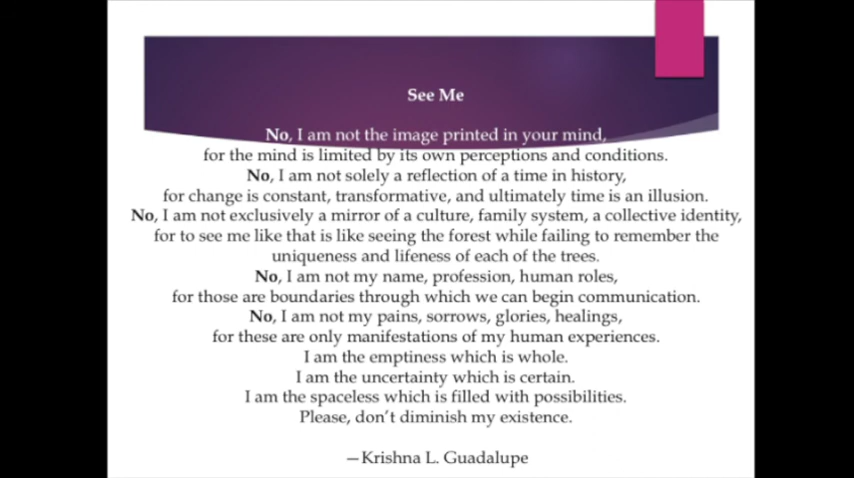 See Me
No, I am not the image printed in your mind,
for the mind is limited by its own perceptions and conditions.
No, I am not solely a reflection of a time in history,
for change is constant, transformative, and ultimately time is an illusion.
No, I am not exclusively a mirror of a culture, family system, a collective identity,
for to see me like that is like seeing the forest while failing to remember the
uniqueness and lifeness of each of the trees.
No, I am not my name, profession, human roles,
for those are boundaries through which we can begin communication.
No, I am not my pains, sorrows, glories, healings,
for these are only manifestations of my human experiences.
I am the emptiness which is whole.
I am the uncertainty which is certain.
I am the spaceless which is filled with possibilities.
Please, don’t diminish my existence.
—Krishna L. Guadalupe